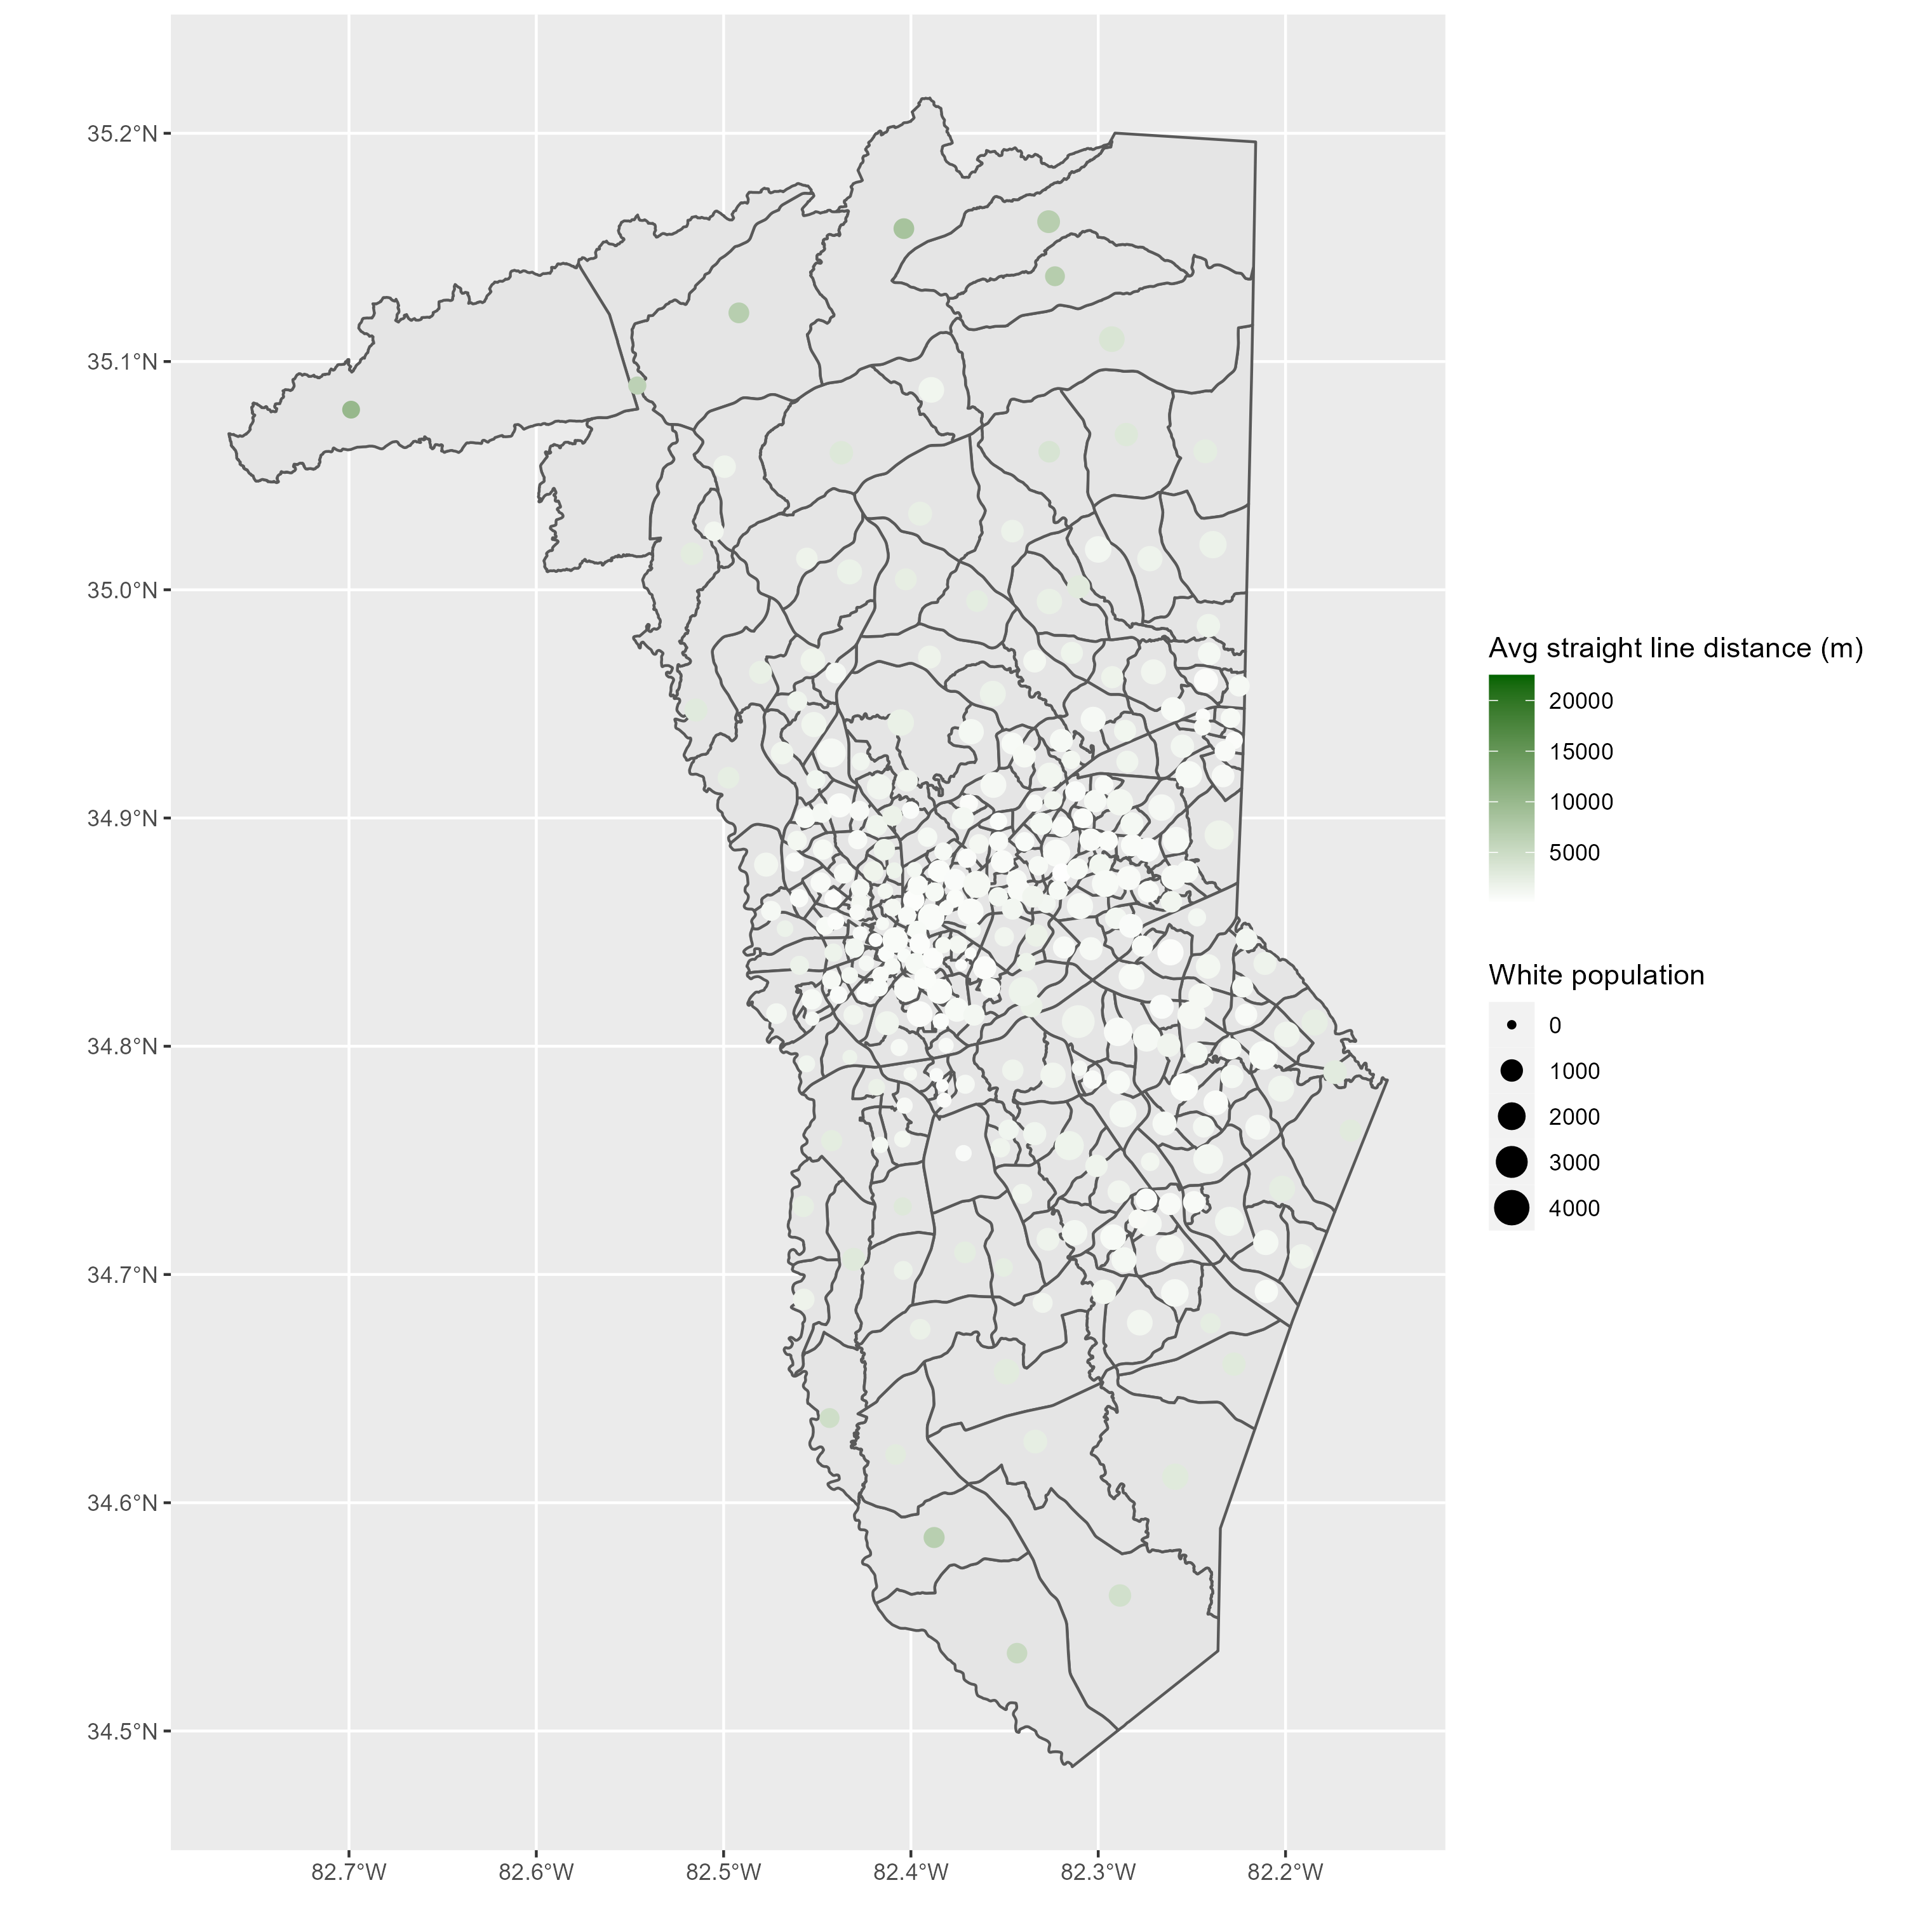 35.2°N
35.1°N
35.0°N
34.9°N
34.8°N
34.7°N
34.6°N
34.5°N
82.7°W 82.6°W 82.5°W 82.4°W 82.3°W 82.2°W
Avg straight line distance (m)
20000
15000
10000
5000
White population
0
1000
2000
3000
4000